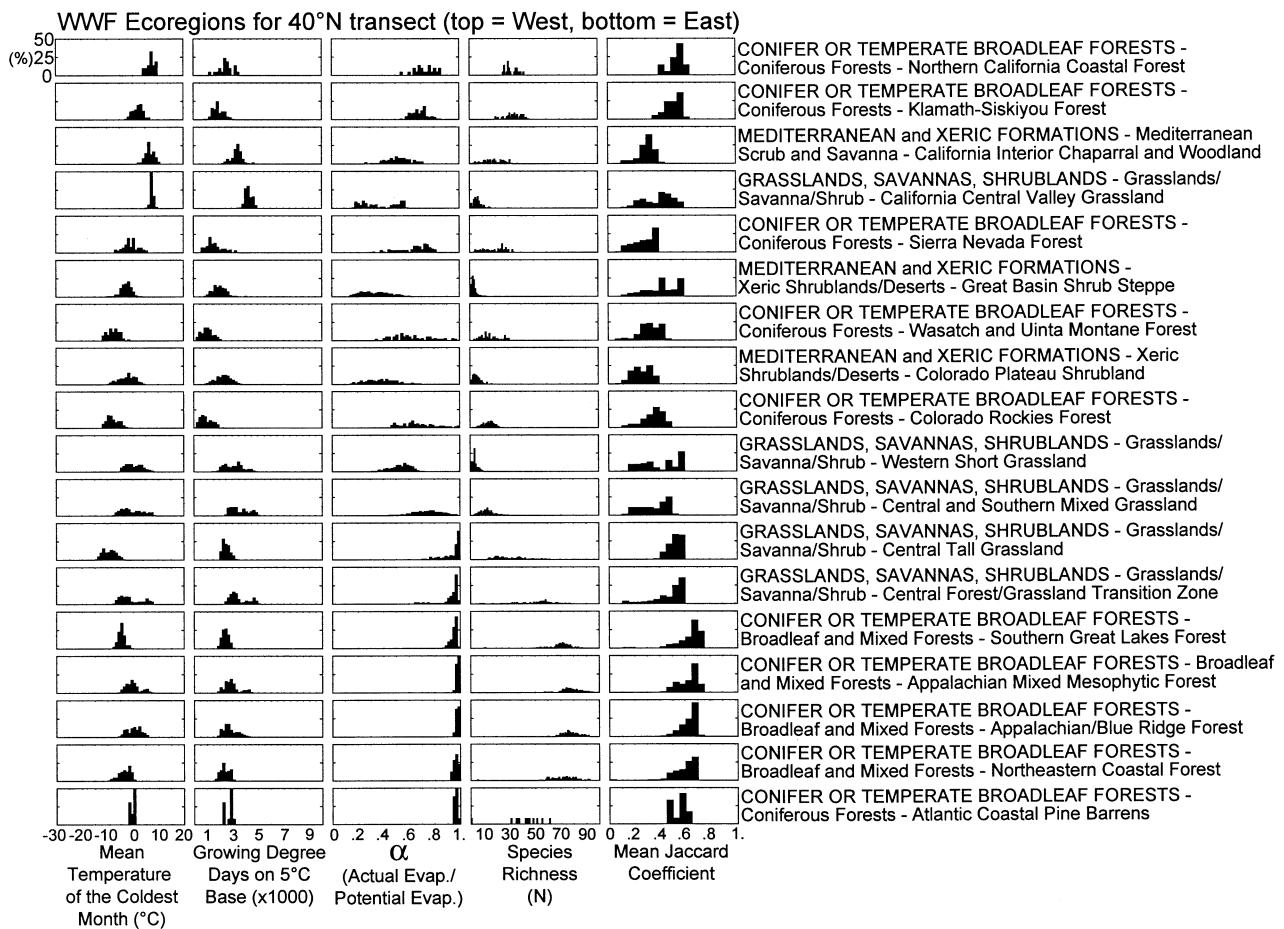 WWF Ecoregions for 40°N transect (top = West, bottom = East)
50
(%)25
0
CONIFER OR TEMPERATE BROADLEAF FORESTS -
Coniferous Forests - Northern California Coastal Forest
CONIFER OR TEMPERATE BROADLEAF FORESTS -
Coniferous Forests - Klamath-Siskiyou Forest
MEDITERRANEAN and XERIC FORMATIONS - Mediterranean
Scrub and Savanna - California Interior Chaparral and Woodland
GRASSLANDS, SAVANNAS, SHRUBLANDS - Grasslands/
Savanna/Shrub - California Central Valley Grassland
CONIFER OR TEMPERATE BROADLEAF FORESTS -
Coniferous Forests - Sierra Nevada Forest
MEDITERRANEAN and XERIC FORMATIONS -
Xeric Shrublands/Deserts - Great Basin Shrub Steppe
CONIFER OR TEMPERATE BROADLEAF FORESTS -
Coniferous Forests - Wasatch and Uinta Montane Forest
MEDITERRANEAN and XERIC FORMATIONS - Xeric
Shrublands/Deserts - Colorado Plateau Shrubland
CONIFER OR TEMPERATE BROADLEAF FORESTS -
Coniferous Forests - Colorado Rockies Forest
GRASSLANDS, SAVANNAS, SHRUBLANDS - Grasslands/
Savanna/Shrub - Western Short Grassland
GRASSLANDS, SAVANNAS, SHRUBLANDS - Grasslands/
Savanna/Shrub - Central and Southern Mixed Grassland
GRASSLANDS, SAVANNAS, SHRUBLANDS - Grasslands/
Savanna/Shrub - Central Tall Grassland
GRASSLANDS, SAVANNAS, SHRUBLANDS - Grasslands/
Savanna/Shrub - Central Forest/Grassland Transition Zone
CONIFER OR TEMPERATE BROADLEAF FORESTS -
Broadleaf and Mixed Forests - Southern Great Lakes Forest
CONIFER OR TEMPERATE BROADLEAF FORESTS - Broadleaf
and Mixed Forests - Appalachian Mixed Mesophytic Forest
CONIFER OR TEMPERATE BROADLEAF FORESTS -
Broadleaf and Mixed Forests - Appalachian/Blue Ridge Forest
CONIFER OR TEMPERATE BROADLEAF FORESTS -
Broadleaf and Mixed Forests - Northeastern Coastal Forest
CONIFER OR TEMPERATE BROADLEAF FORESTS -
Coniferous Forests - Atlantic Coastal Pine Barrens
-30 -20 -10 0 10 20
Mean
Temperature
of the Coldest
Month (°C)
1 3 5 7 9
Growing Degree
Days on 5°C
Base (x1000)
0 .2 .4 .6 .8 1.
α
(Actual Evap./
Potential Evap.)
10 30 50 70 90
Species
Richness
(N)
0 .2 .4 .6 .8 1.
Mean Jaccard
Coefficient